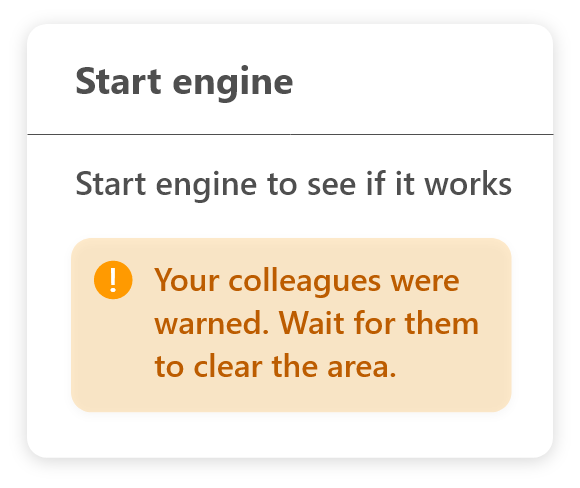 Start engine
Start engine to see if it works
Your colleagues were
warned. Wait for them
to clear the area.